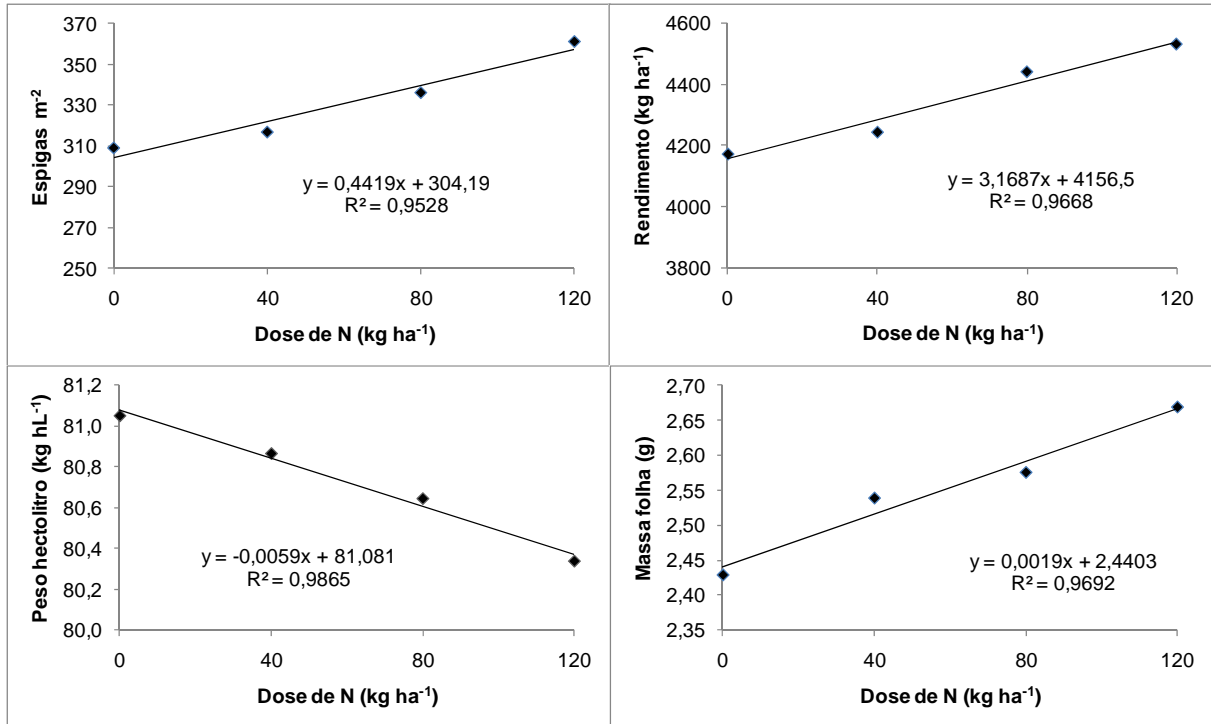 370
350
330
310
290
270
250
Espigas m⁻²
y = 0,4419x + 304,19
R² = 0,9528
0 40 80 120
Dose de N (kg ha⁻¹)
4600
4400
4200
4000
3800
Rendimento (kg ha⁻¹)
y = 3,1687x + 4156,5
R² = 0,9668
0 40 80 120
Dose de N (kg ha⁻¹)
81,2
81,0
80,8
80,6
80,4
80,2
80,0
Peso hectolitro (kg hL⁻¹)
y = -0,0059x + 81,081
R² = 0,9865
0 40 80 120
Dose de N (kg ha⁻¹)
2,70
2,65
2,60
2,55
2,50
2,45
2,40
2,35
Massa folha (g)
y = 0,0019x + 2,4403
R² = 0,9692
0 40 80 120
Dose de N (kg ha⁻¹)